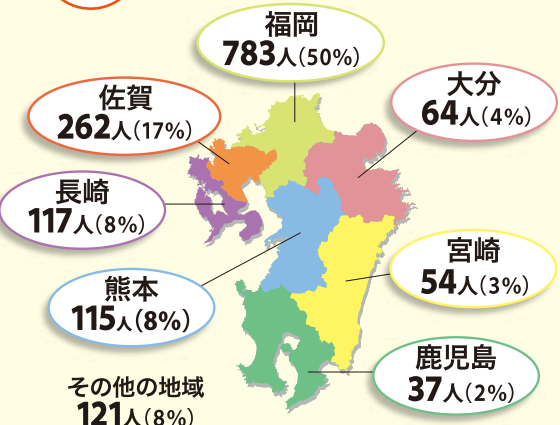 福岡
783人(50%)
佐賀
262人(17%)
大分
64人(4%)
長崎
117人(8%)
宮崎
54人(3%)
熊本
115人(8%)
鹿児島
37人(2%)
その他の地域
121人(8%)